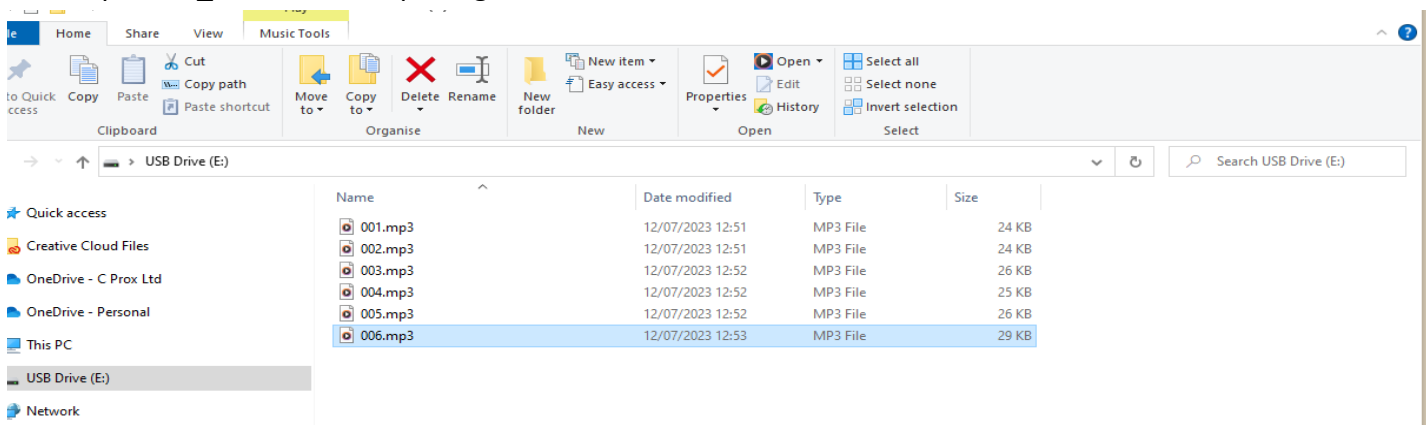 Home Share View Music Tools
Cut
Copy path
Paste shortcut
to Quick Copy Paste
Clipboard
Move to Copy to Delete Rename
Organise
New item
Easy access
New folder
New
Properties
Open
Edit
History
Open
Select all
Select none
Invert selection
Select
USB Drive (E:)
Search USB Drive (E:)
Quick access
Creative Cloud Files
OneDrive - C Prox Ltd
OneDrive - Personal
This PC
USB Drive (E:)
Network
Name Date modified Type Size
001.mp3 12/07/2023 12:51 MP3 File 24 KB
002.mp3 12/07/2023 12:51 MP3 File 24 KB
003.mp3 12/07/2023 12:52 MP3 File 26 KB
004.mp3 12/07/2023 12:52 MP3 File 25 KB
005.mp3 12/07/2023 12:52 MP3 File 26 KB
006.mp3 12/07/2023 12:53 MP3 File 29 KB